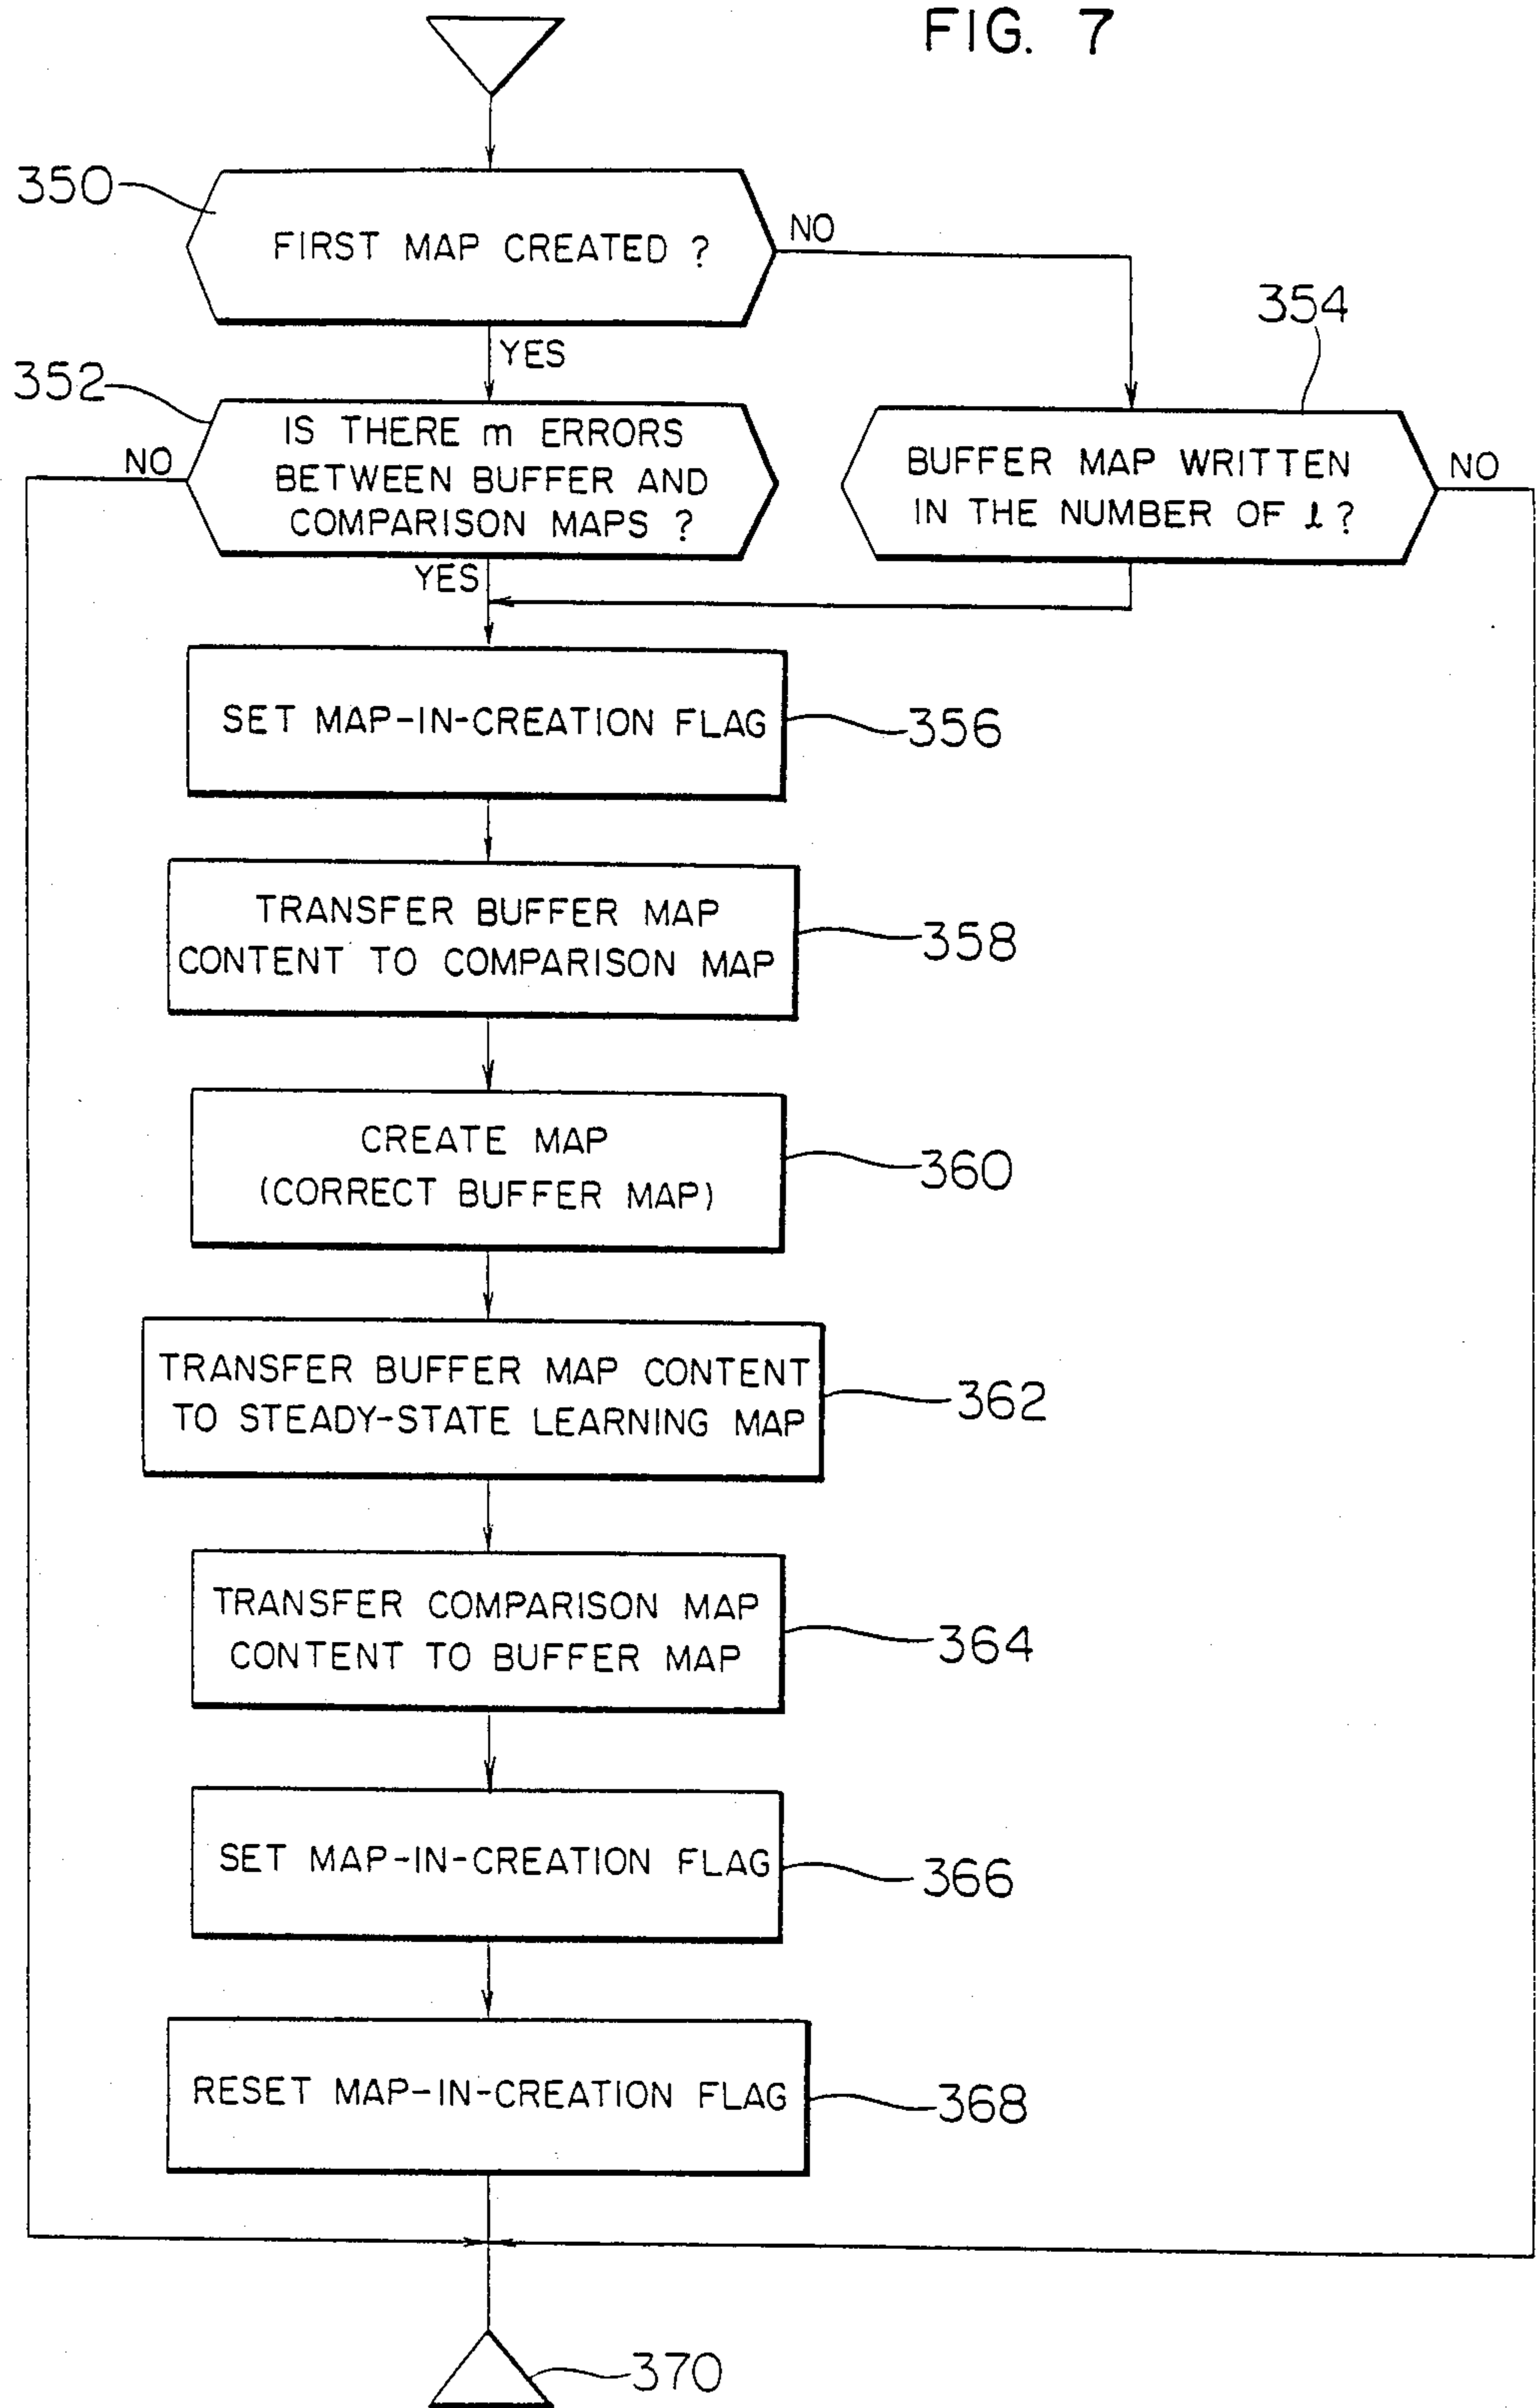 FIG. 7
350
FIRST MAP CREATED ?
NO
YES
354
352
IS THERE m ERRORS
BETWEEN BUFFER AND
COMPARISON MAPS ?
NO
YES
BUFFER MAP WRITTEN
IN THE NUMBER OF l ?
NO
SET MAP-IN-CREATION FLAG
356
TRANSFER BUFFER MAP
CONTENT TO COMPARISON MAP
358
CREATE MAP
(CORRECT BUFFER MAP)
360
TRANSFER BUFFER MAP CONTENT
TO STEADY-STATE LEARNING MAP
362
TRANSFER COMPARISON MAP
CONTENT TO BUFFER MAP
364
SET MAP-IN-CREATION FLAG
366
RESET MAP-IN-CREATION FLAG
368
370